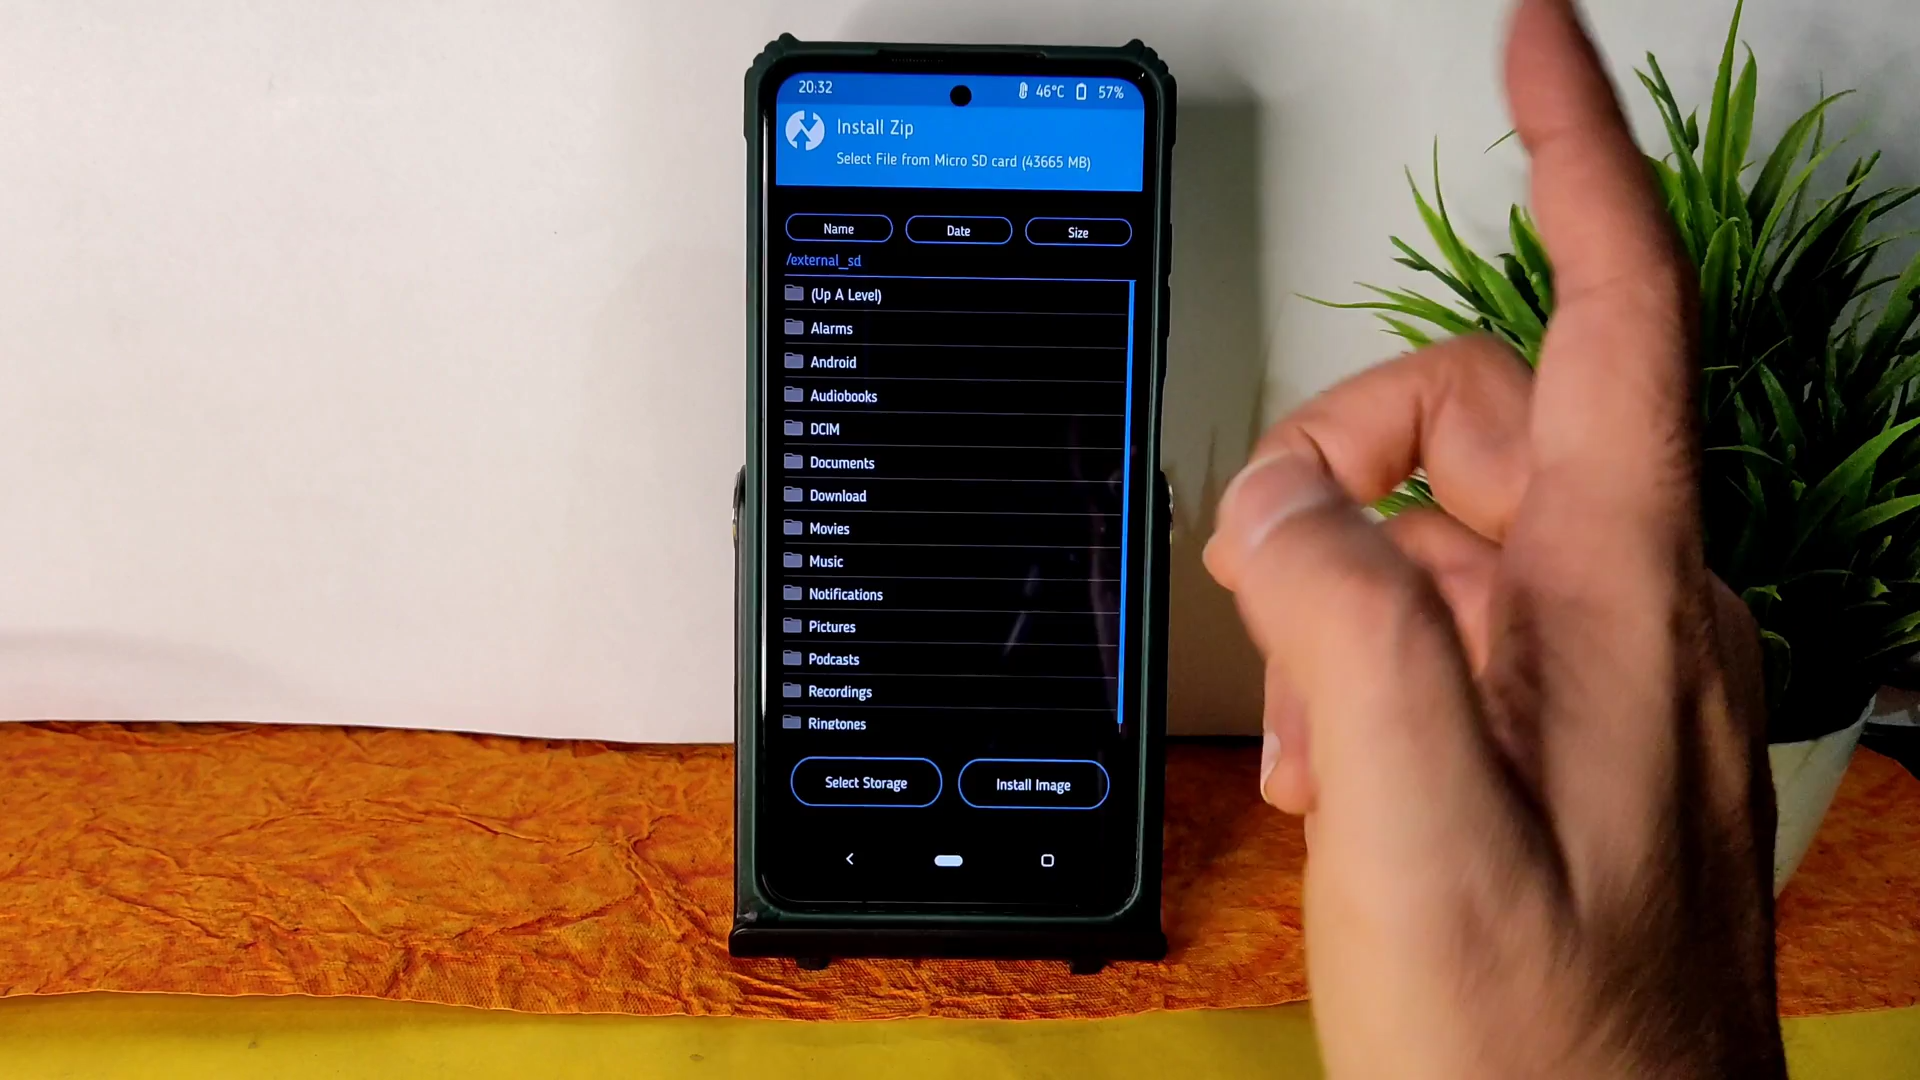 20:32
46°C 57%
Install Zip
Select File from Micro SD card (43665 MB)
Name Date Size
/external_sd
(Up A Level)
Alarms
Android
Audiobooks
DCIM
Documents
Download
Movies
Music
Notifications
Pictures
Podcasts
Recordings
Ringtones
Select Storage Install Image